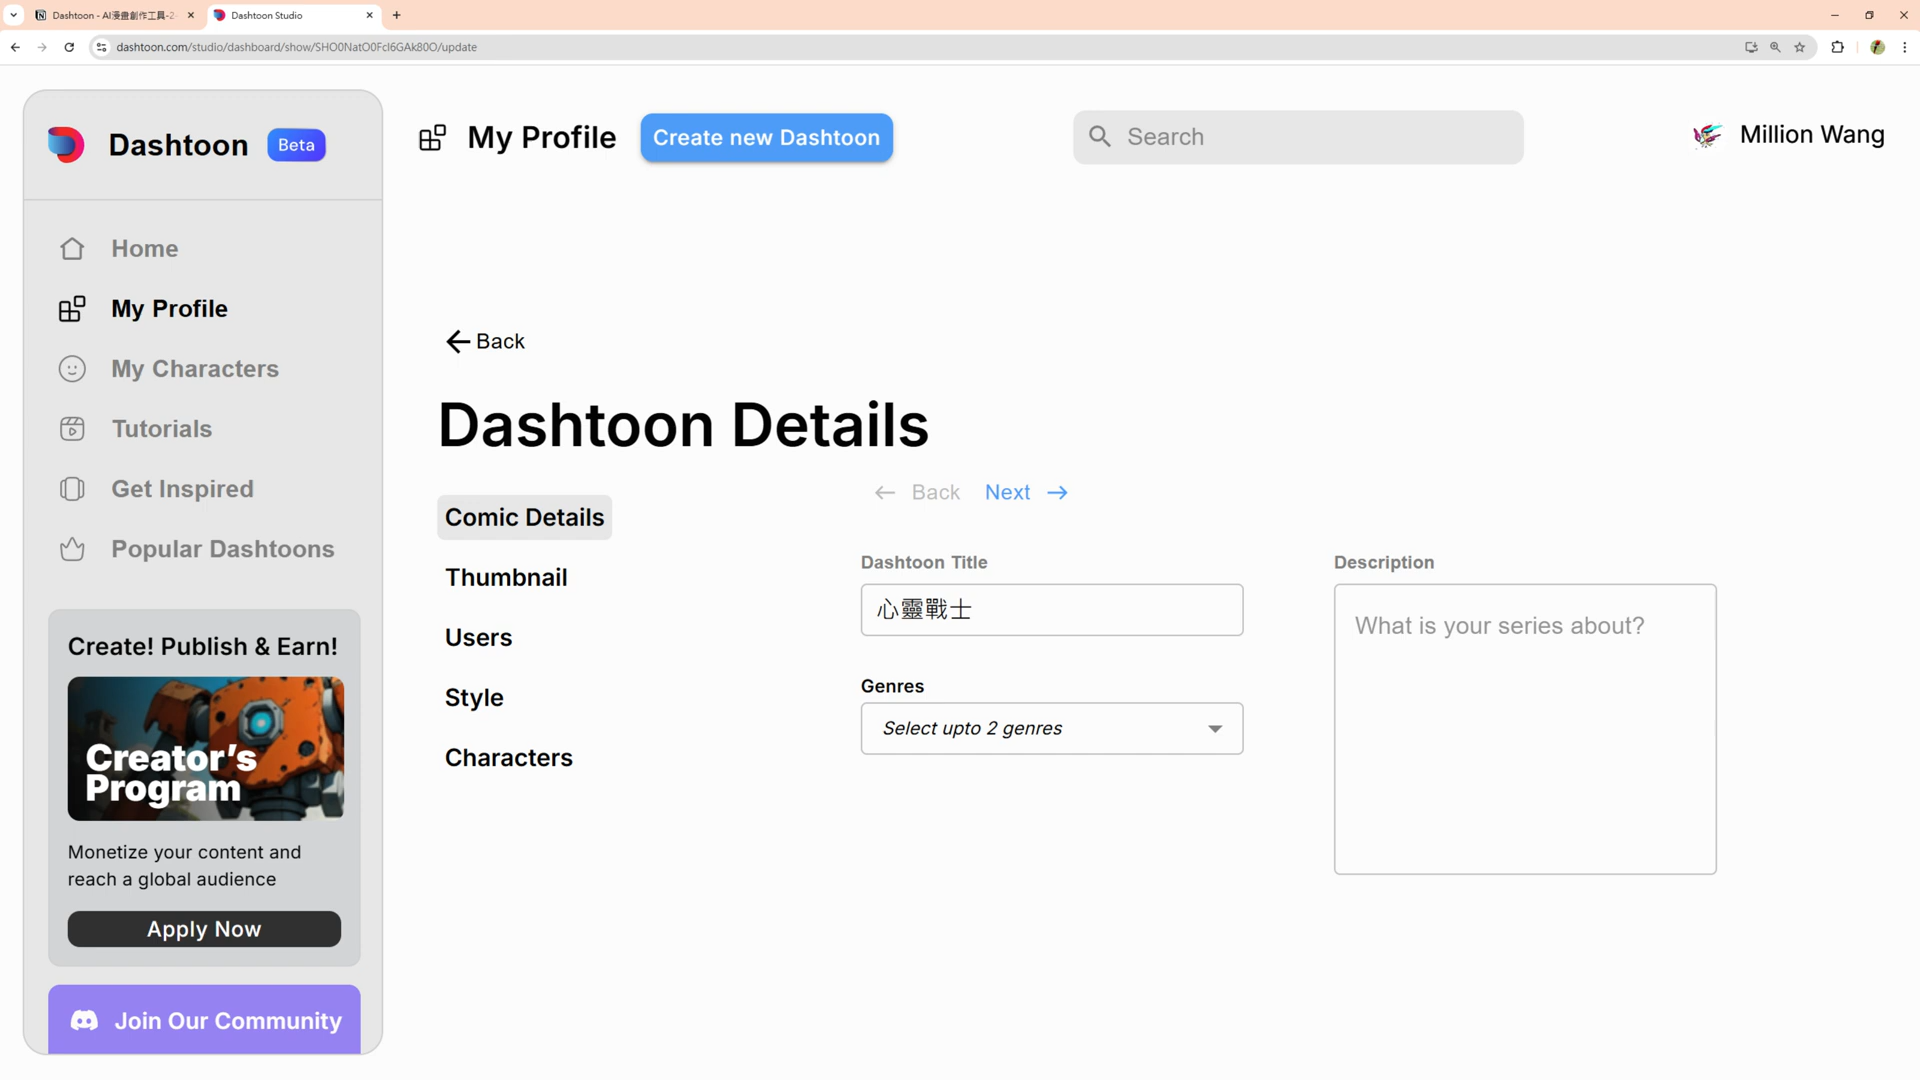 Dashtoon - AI漫畫創作工具-2
Dashtoon Studio
dashtoon.com/studio/dashboard/show/SHO0NatO0FcI6GAk80O/update
Dashtoon
Beta
My Profile
Create new Dashtoon
Search
Million Wang
Home
My Profile
My Characters
Tutorials
Get Inspired
Popular Dashtoons
Create! Publish & Earn!
Creator's
Program
Monetize your content and
reach a global audience
Apply Now
Join Our Community
Back
Dashtoon Details
Back
Next
Comic Details
Thumbnail
Users
Style
Characters
Dashtoon Title
心靈戰士
Genres
Select upto 2 genres
Description
What is your series about?